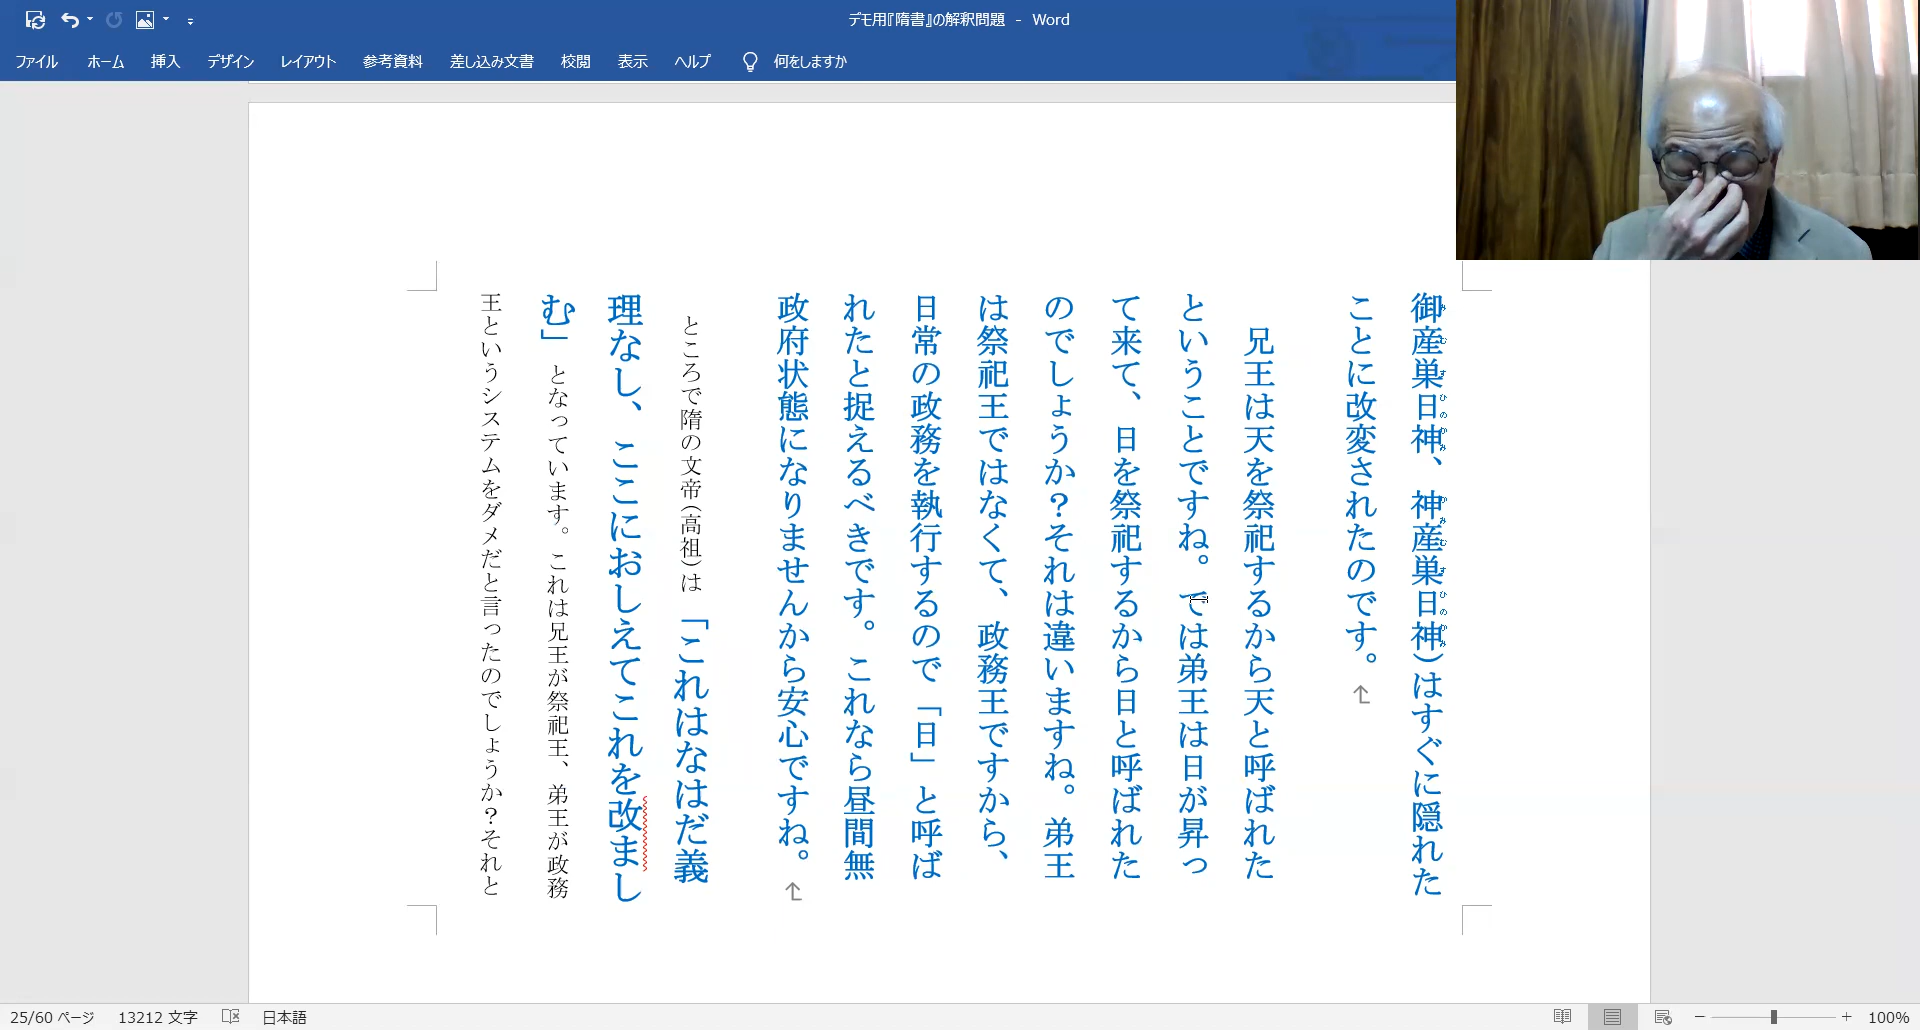 デモ用『隋書』の解釈問題 - Word
ファイル ホーム 挿入 デザイン レイアウト 参考資料 差し込み文書 校閲 表示 ヘルプ 何をしますか
御産巣日神、神産巣日神）はすぐに隠れた
みむすひのかみ かみむすひのかみ
ことに改変されたのです。
兄王は天を祭祀するから天と呼ばれた
ということですね。では弟王は日が昇っ
て来て、日を祭祀するから日と呼ばれた
のでしょうか？それは違いますね。弟王
は祭祀王ではなくて、政務王ですから、
日常の政務を執行するので「日」と呼ば
れたと捉えるべきです。これなら昼間無
政府状態になりませんから安心ですね。
ところで隋の文帝（高祖）は「これはなはだ義
理なし、ここにおしえてこれを改まし
む」となっています。これは兄王が祭祀王、弟王が政務
王というシステムをダメだと言ったのでしょうか？それと
25/60 ページ 13212 文字 日本語 100%